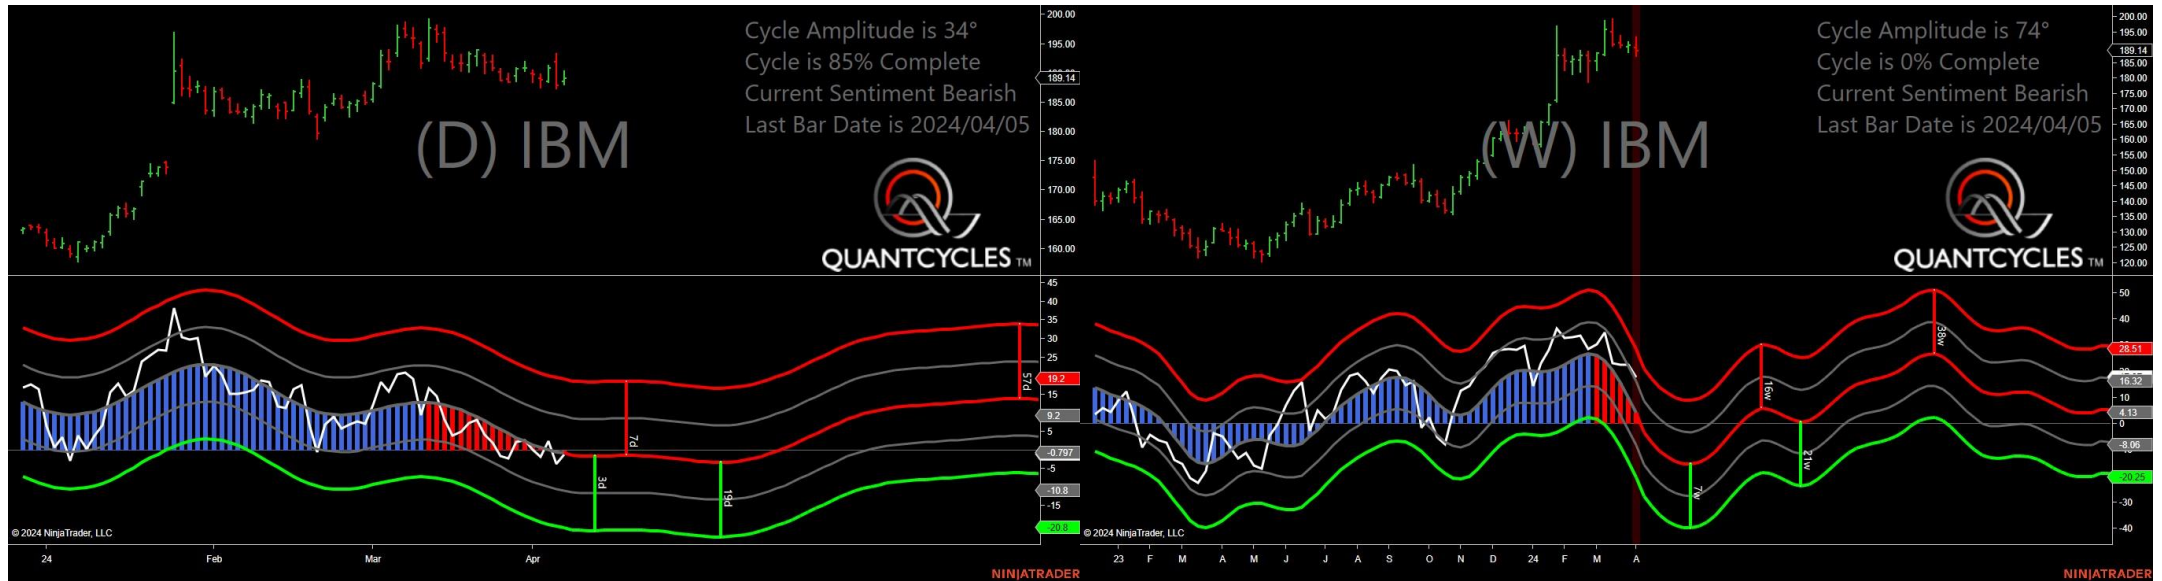 Cycle Amplitude is 34°
Cycle is 85% Complete
Current Sentiment Bearish
Last Bar Date is 2024/04/05
(D) IBM
QUANTCYCLES TM
200.00
195.00
189.14
185.00
180.00
175.00
170.00
165.00
160.00
45
40
35
30
25
19.2
15
9.2
5
-0.797
-5
-10.8
-15
-20.8
7d
3d
19d
57d
© 2024 NinjaTrader, LLC
24 Feb Mar Apr
NINJATRADER
Cycle Amplitude is 74°
Cycle is 0% Complete
Current Sentiment Bearish
Last Bar Date is 2024/04/05
(W) IBM
QUANTCYCLES TM
200.00
195.00
189.14
185.00
180.00
175.00
170.00
165.00
160.00
155.00
150.00
145.00
140.00
135.00
130.00
125.00
120.00
50
40
28.51
16.32
10
4.13
0
-8.06
-20.25
-30
-40
16w
38w
21w
7w
© 2024 NinjaTrader, LLC
23 F M A M J J A S O N D 24 F M A
NINJATRADER